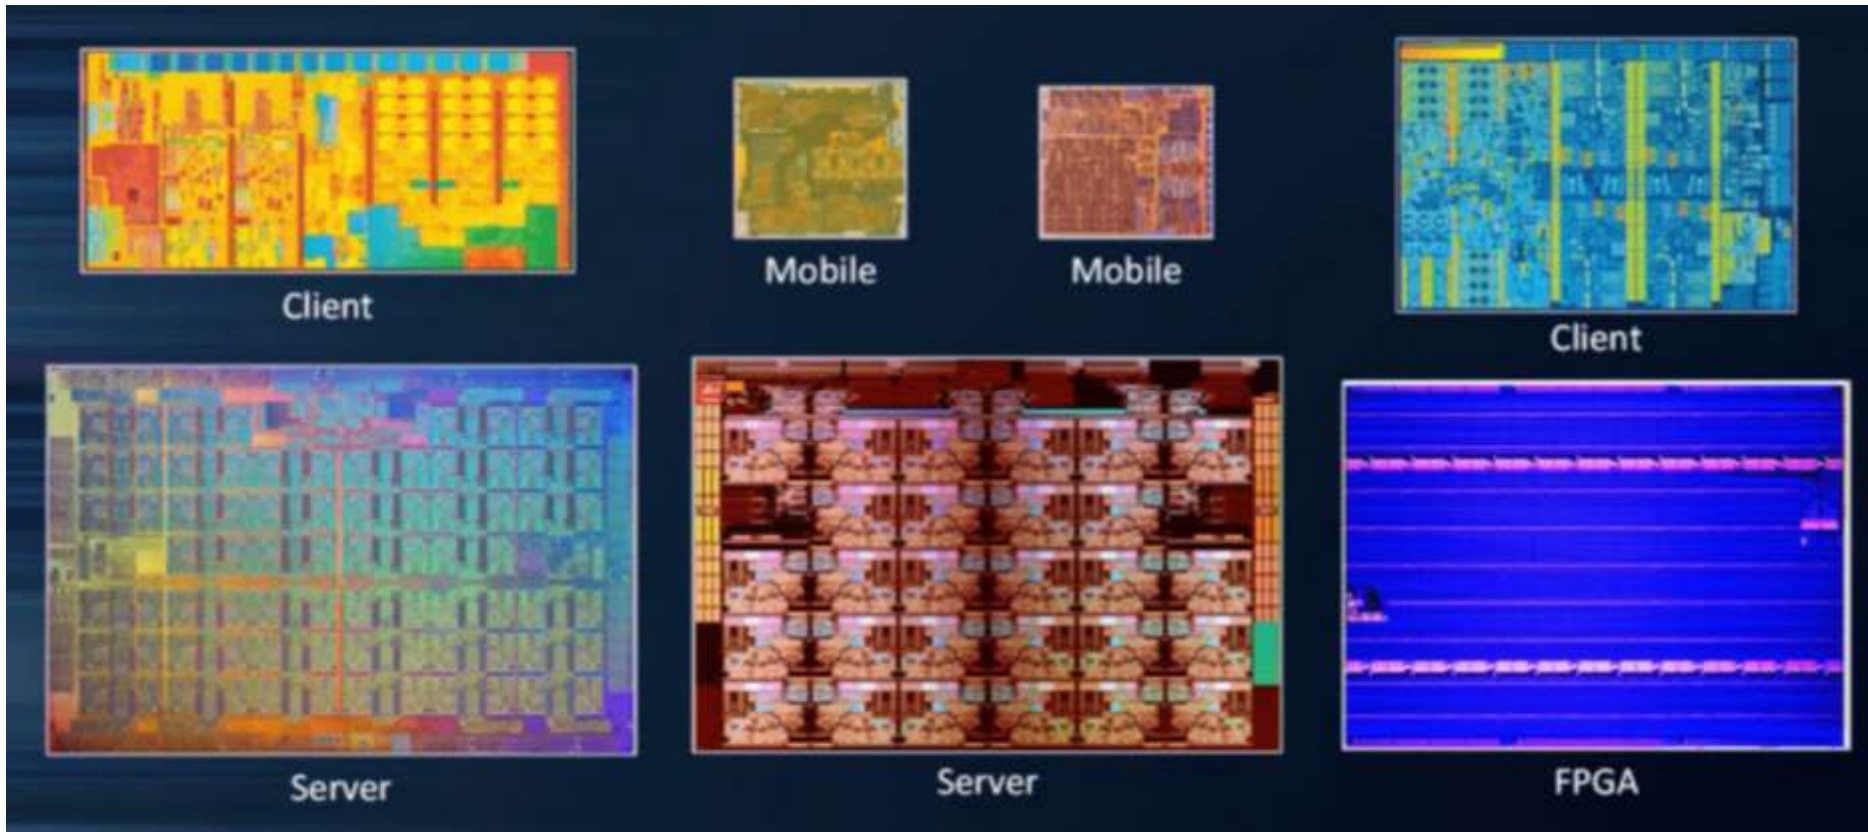 Client
Mobile
Mobile
Client
Server
Server
FPGA